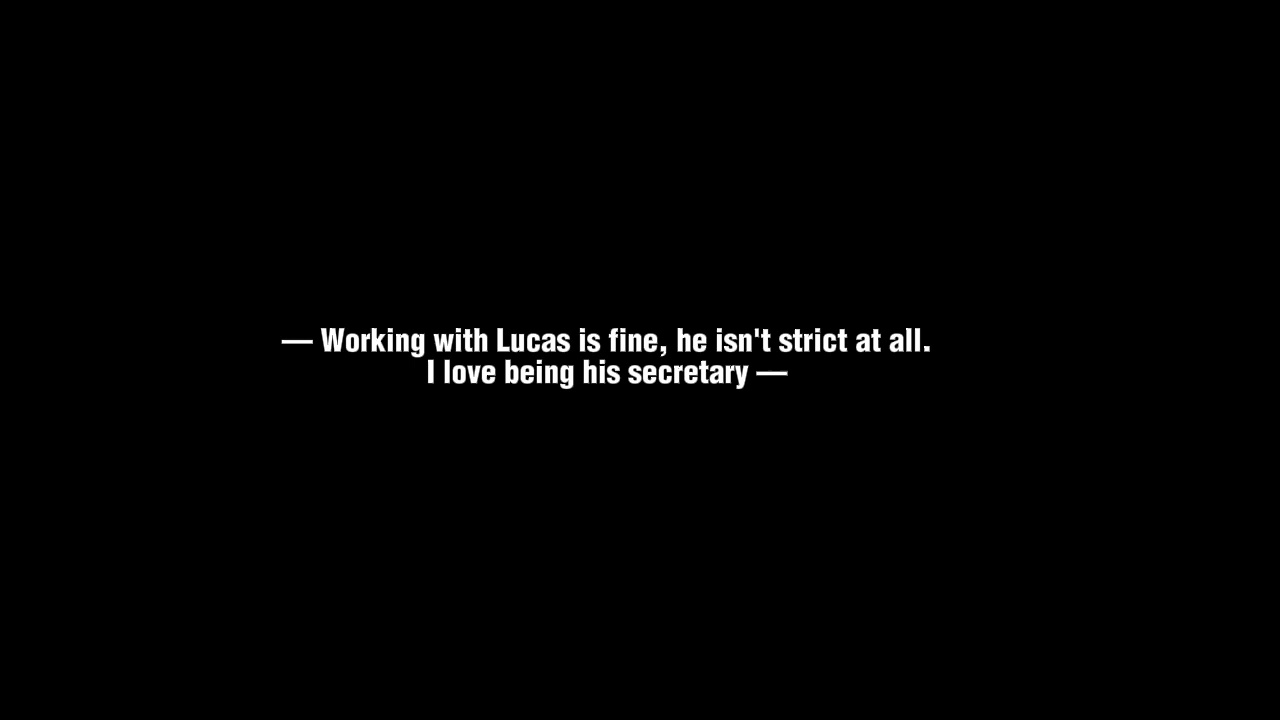 — Working with Lucas is fine, he isn't strict at all.
I love being his secretary —